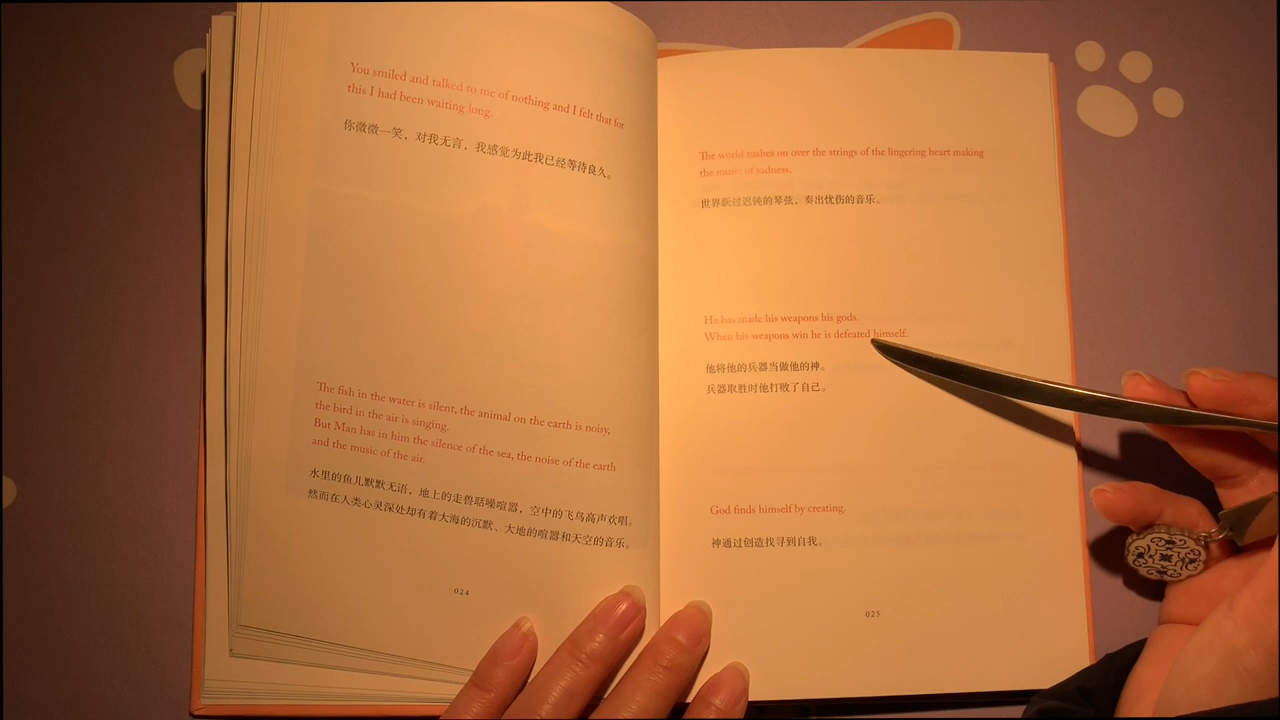 You smiled and talked to me of nothing and I felt that for
this I had been waiting long.
你微微一笑，对我无言，我感觉为此我已经等待良久。
The fish in the water is silent, the animal on the earth is noisy,
the bird in the air is singing.
But Man has in him the silence of the sea, the noise of the earth
and the music of the air.
水里的鱼儿默默无语，地上的走兽聒噪喧嚣，空中的飞鸟高声欢唱。
然而在人类心灵深处却有着大海的沉默、大地的喧嚣和天空的音乐。
024
The world rushes on over the strings of the lingering heart making
the music of sadness.
世界跃过迟钝的琴弦、奏出忧伤的音乐。
He has made his weapons his gods.
When his weapons win he is defeated himself.
他将他的兵器当做他的神。
兵器取胜时他打败了自己。
God finds himself by creating.
神通过创造找寻到自我。
025